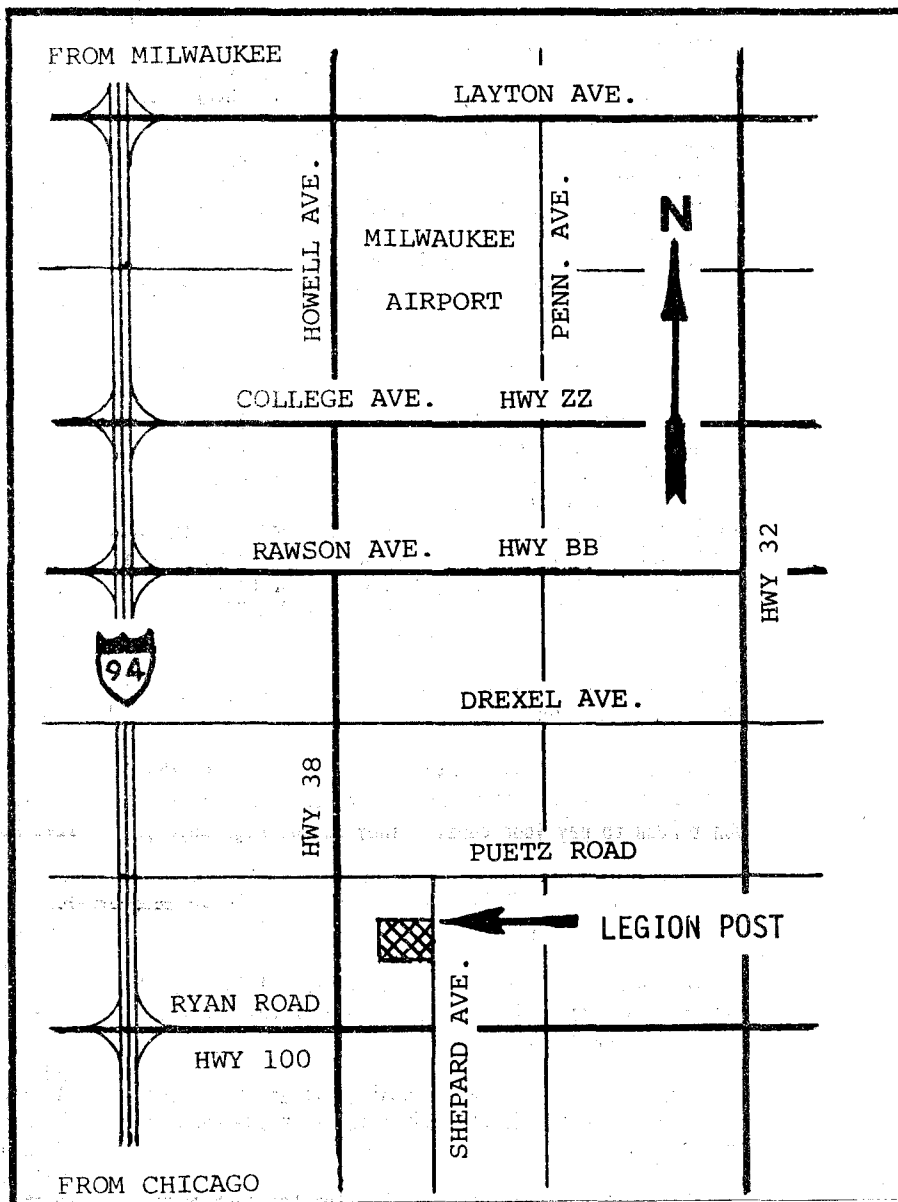 FROM MILWAUKEE
LAYTON AVE.
HOWELL AVE.
MILWAUKEE
AIRPORT
PENN. AVE.
N
COLLEGE AVE. HWY ZZ
RAWSON AVE. HWY BB
HWY 32
94
DREXEL AVE.
HWY 38
PUETZ ROAD
LEGION POST
RYAN ROAD
HWY 100
SHEPARD AVE.
FROM CHICAGO